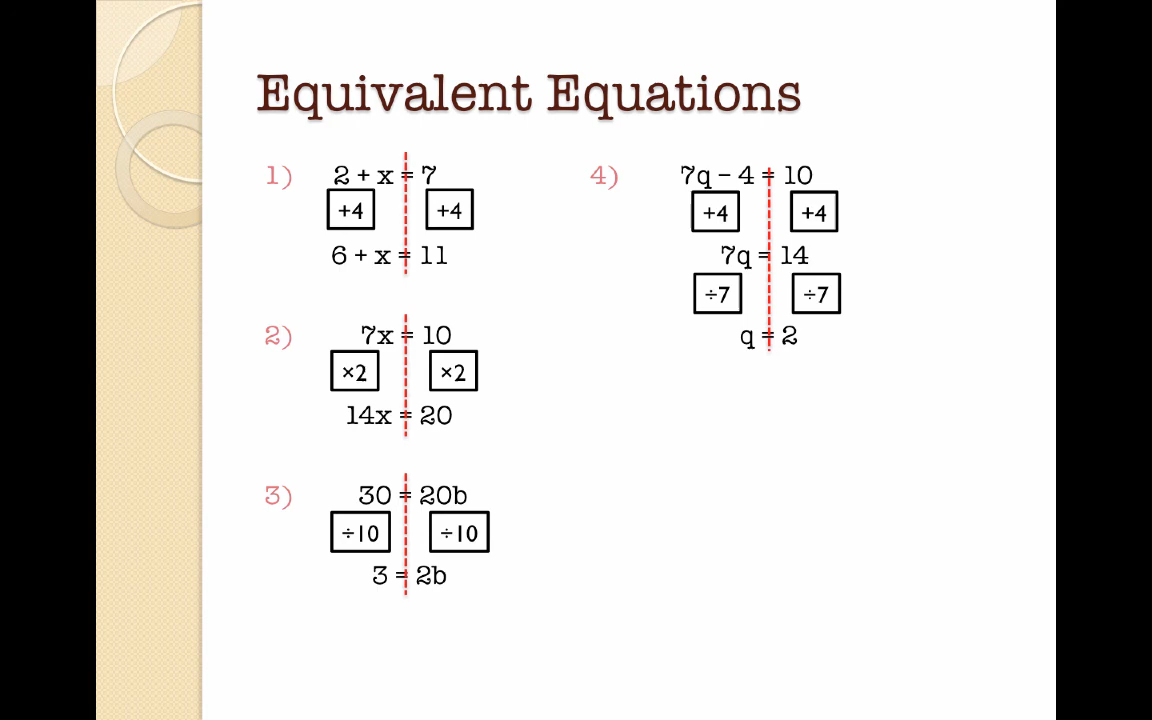 Equivalent Equations
1) 2 + x = 7
+4 +4
6 + x = 11
2) 7x = 10
×2 ×2
14x = 20
3) 30 = 20b
÷10 ÷10
3 = 2b
4) 7q – 4 = 10
+4 +4
7q = 14
÷7 ÷7
q = 2